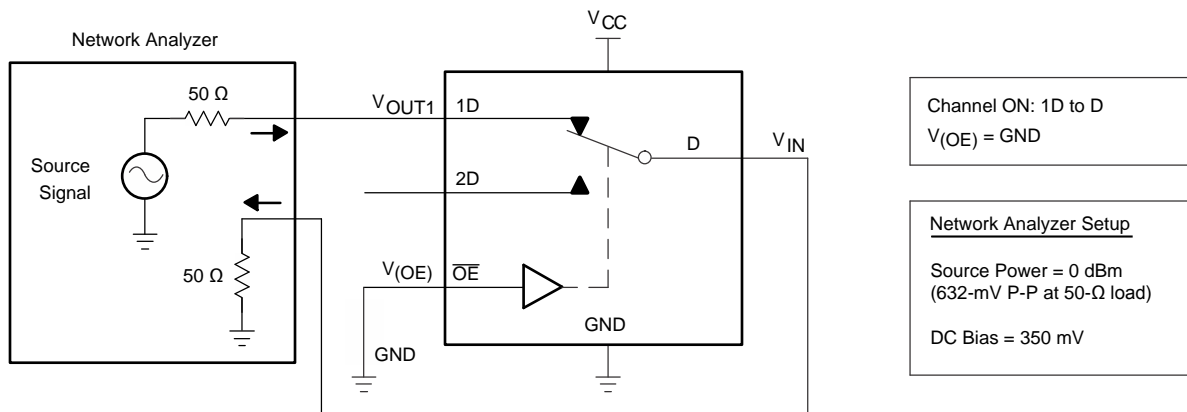 Network Analyzer
50 Ω
Source
Signal
50 Ω
VCC
VOUT1 1D
D
VIN
2D
V(OE) OE
GND
GND
Channel ON: 1D to D
V(OE) = GND
Network Analyzer Setup
Source Power = 0 dBm
(632-mV P-P at 50-Ω load)
DC Bias = 350 mV